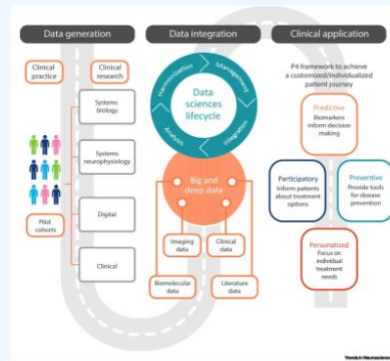 Data generation
Data integration
Clinical application
Clinical
practice
Clinical
research
Systems
biology
Systems
neurophysiology
Digital
Clinical
Pilot
cohorts
Harmonization
Management
Data
sciences
lifecycle
Analysis
Integration
Big and
deep data
Imaging
data
Clinical
data
Biomolecular
data
Literature
data
P4 framework to achieve
a customized/individualized
patient journey
Predictive
Biomarkers
inform decision
making
Participatory
Inform patients
about treatment
options
Preventive
Provide tools
for disease
prevention
Personalized
Focus on
individual
treatment
needs
Trends in Neurosciences